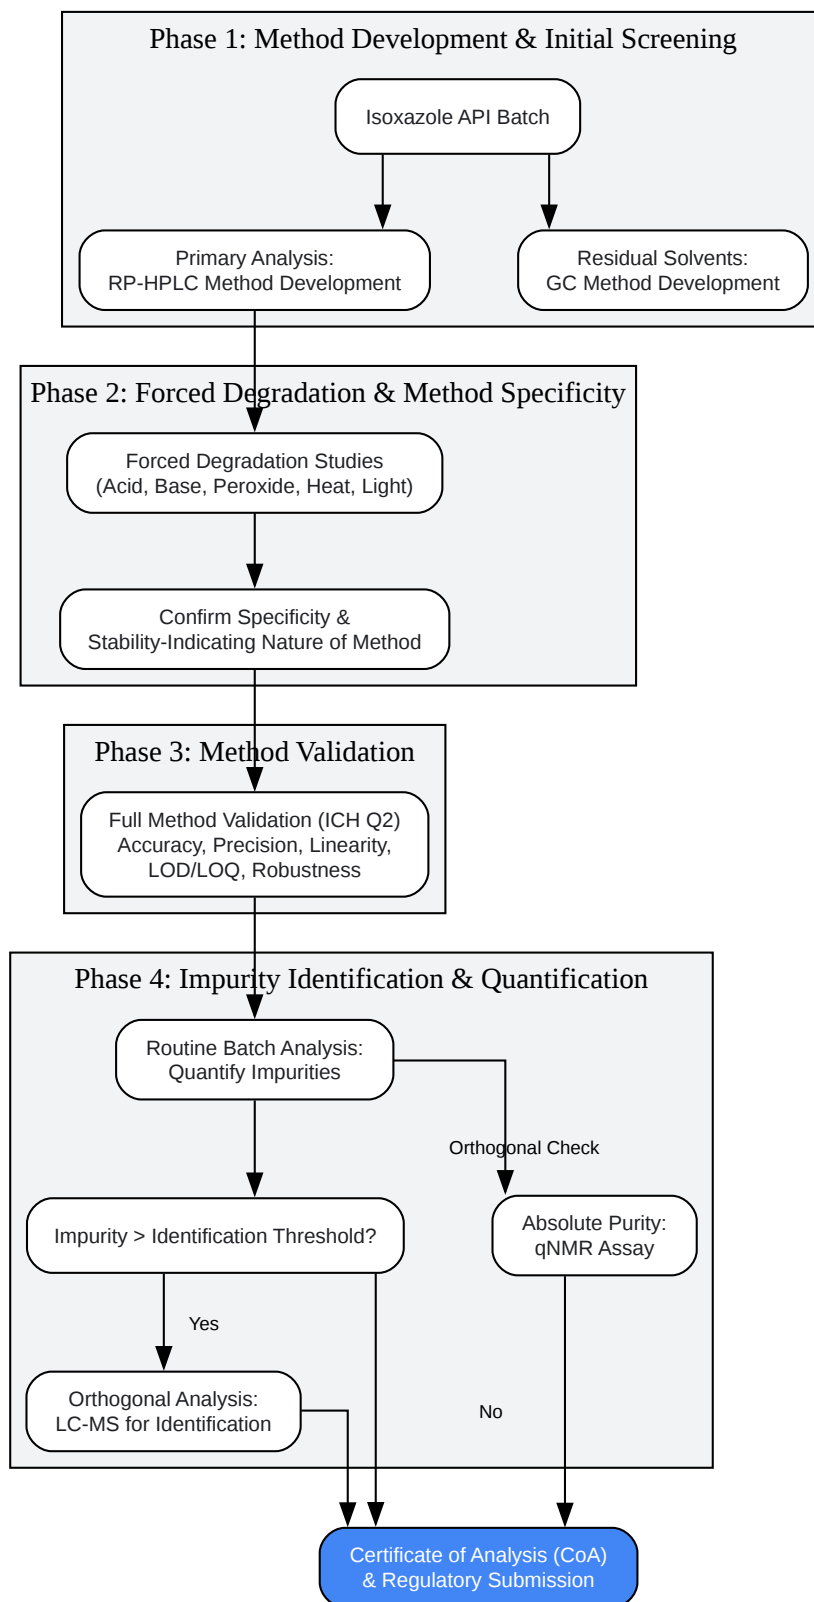 Phase 1: Method Development & Initial Screening
Isoxazole API Batch
Primary Analysis:
RP-HPLC Method Development
Residual Solvents:
GC Method Development
Phase 2: Forced Degradation & Method Specificity
Forced Degradation Studies
(Acid, Base, Peroxide, Heat, Light)
Confirm Specificity &
Stability-Indicating Nature of Method
Phase 3: Method Validation
Full Method Validation (ICH Q2)
Accuracy, Precision, Linearity,
LOD/LOQ, Robustness
Phase 4: Impurity Identification & Quantification
Routine Batch Analysis:
Quantify Impurities
Orthogonal Check
Impurity > Identification Threshold?
Absolute Purity:
qNMR Assay
Yes
Orthogonal Analysis:
LC-MS for Identification
No
Certificate of Analysis (CoA)
& Regulatory Submission